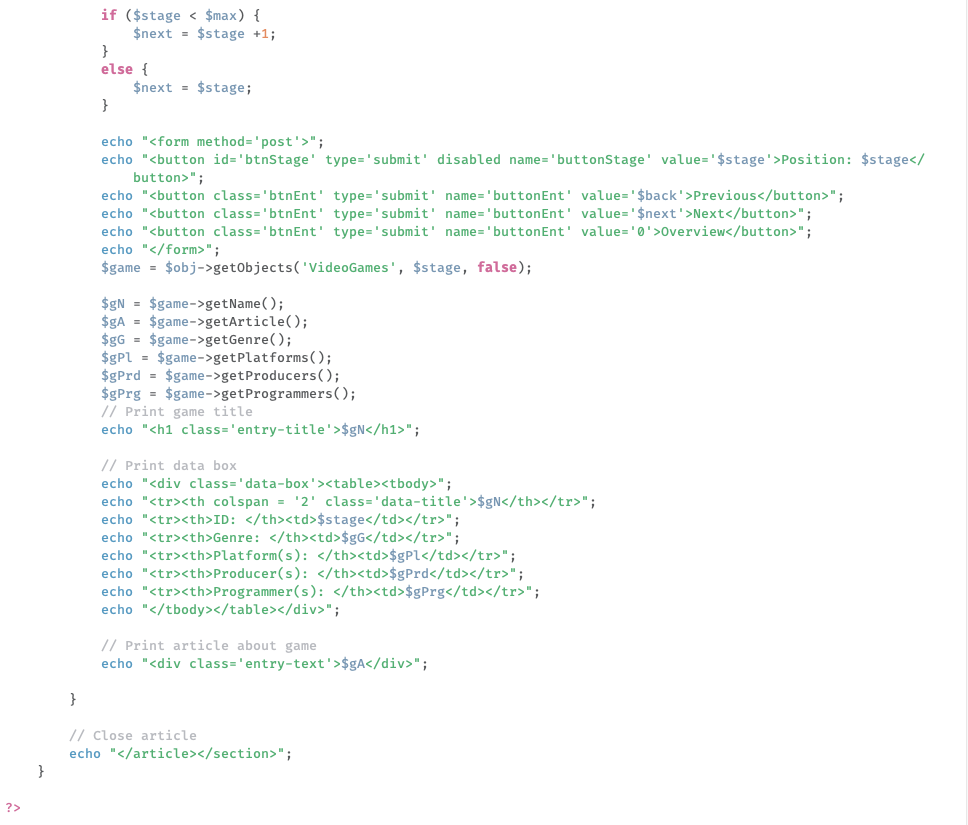 if ($stage < $max) {
$next = $stage +1;
}
else {
$next = $stage;
}
echo "<form method='post'>";
echo "<button id='btnStage' type='submit' disabled name='buttonStage' value='$stage'>Position: $stage</
button>";
echo "<button class='btnEnt' type='submit' name='buttonEnt' value='$back'>Previous</button>";
echo "<button class='btnEnt' type='submit' name='buttonEnt' value='$next'>Next</button>";
echo "<button class='btnEnt' type='submit' name='buttonEnt' value='0'>Overview</button>";
echo "</form>";
$game = $obj->getObjects('VideoGames', $stage, false);
$gN = $game->getName();
$gA = $game->getArticle();
$gG = $game->getGenre();
$gPl = $game->getPlatforms();
$gPrd = $game->getProducers();
$gPrg = $game->getProgrammers();
// Print game title
echo "<h1 class='entry-title'>$gN</h1>";
// Print data box
echo "<div class='data-box'><table><tbody>";
echo "<tr><th colspan = '2' class='data-title'>$gN</th></tr>";
echo "<tr><th>ID: </th><td>$stage</td></tr>";
echo "<tr><th>Genre: </th><td>$gG</td></tr>";
echo "<tr><th>Platform(s): </th><td>$gPl</td></tr>";
echo "<tr><th>Producer(s): </th><td>$gPrd</td></tr>";
echo "<tr><th>Programmer(s): </th><td>$gPrg</td></tr>";
echo "</tbody></table></div>";
// Print article about game
echo "<div class='entry-text'>$gA</div>";
}
// Close article
echo "</article></section>";
}
?>